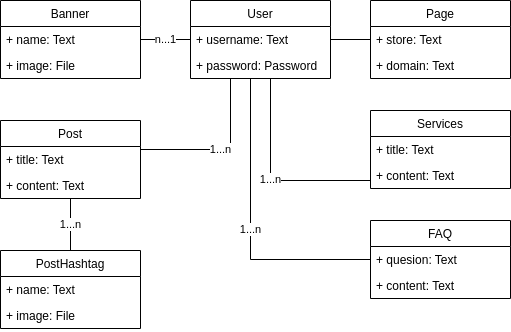 Banner
+ name: Text
+ image: File
n...1
User
+ username: Text
+ password: Password
Page
+ store: Text
+ domain: Text
Post
+ title: Text
+ content: Text
1...n
Services
+ title: Text
+ content: Text
1...n
1...n
PostHashtag
+ name: Text
+ image: File
1...n
FAQ
+ quesion: Text
+ content: Text